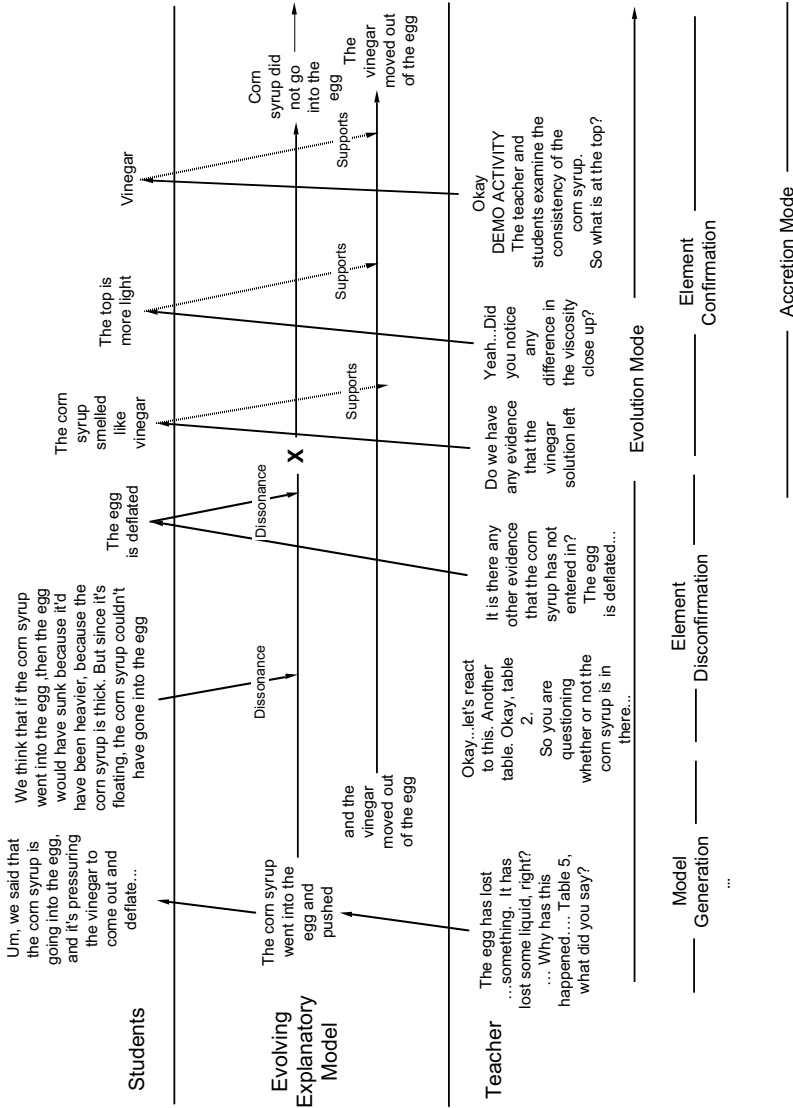 Students
Um, we said that
the corn syrup is
going into the egg,
and it's pressuring
the vinegar to
come out and
deflate...
We think that if the corn syrup
went into the egg ,then the egg
would have sunk because it'd
have been heavier, because the
corn syrup is thick. But since it's
floating, the corn syrup couldn't
have gone into the egg
The egg
is deflated
The corn
syrup
smelled
like
vinegar
The top is
more light
Vinegar
Evolving
Explanatory
Model
The corn syrup
went into the
egg and
pushed
and the
vinegar
moved out
of the egg
Dissonance
Dissonance
X
Supports
Supports
Supports
Corn
syrup did
not go
into the
egg
The
vinegar
moved out
of the egg
Teacher
The egg has lost
…something. It has
lost some liquid, right?
… Why has this
happened.… Table 5,
what did you say?
Okay...let's react
to this. Another
table. Okay, table
2.
So you are
questioning
whether or not the
corn syrup is in
there...
It is there any
other evidence
that the corn
syrup has not
entered in?
The egg
is deflated...
Do we have
any evidence
that the
vinegar
solution left
Yeah...Did
you notice
any
difference in
the viscosity
close up?
Okay
DEMO ACTIVITY
The teacher and
students examine the
consistency of the
corn syrup.
So what is at the top?
Evolution Mode
Model
Generation
...
Element
Disconfirmation
Element
Confirmation
Accretion Mode